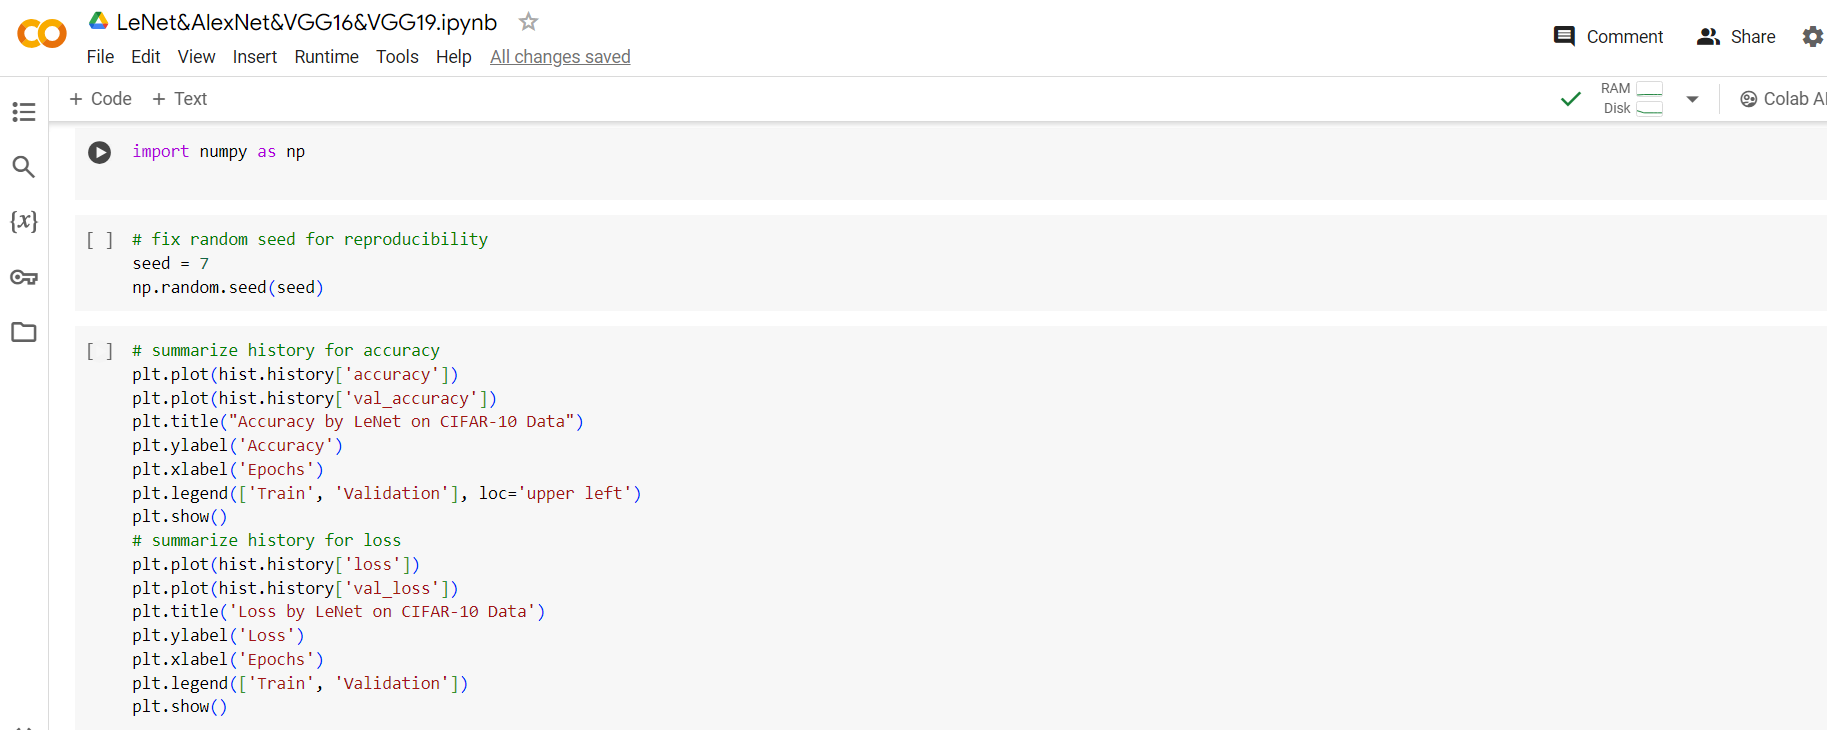 LeNet&AlexNet&VGG16&VGG19.ipynb
File Edit View Insert Runtime Tools Help All changes saved
Comment Share
+ Code + Text
RAM
Disk
Colab AI
import numpy as np
[ ] # fix random seed for reproducibility
seed = 7
np.random.seed(seed)
[ ] # summarize history for accuracy
plt.plot(hist.history['accuracy'])
plt.plot(hist.history['val_accuracy'])
plt.title("Accuracy by LeNet on CIFAR-10 Data")
plt.ylabel('Accuracy')
plt.xlabel('Epochs')
plt.legend(['Train', 'Validation'], loc='upper left')
plt.show()
# summarize history for loss
plt.plot(hist.history['loss'])
plt.plot(hist.history['val_loss'])
plt.title('Loss by LeNet on CIFAR-10 Data')
plt.ylabel('Loss')
plt.xlabel('Epochs')
plt.legend(['Train', 'Validation'])
plt.show()